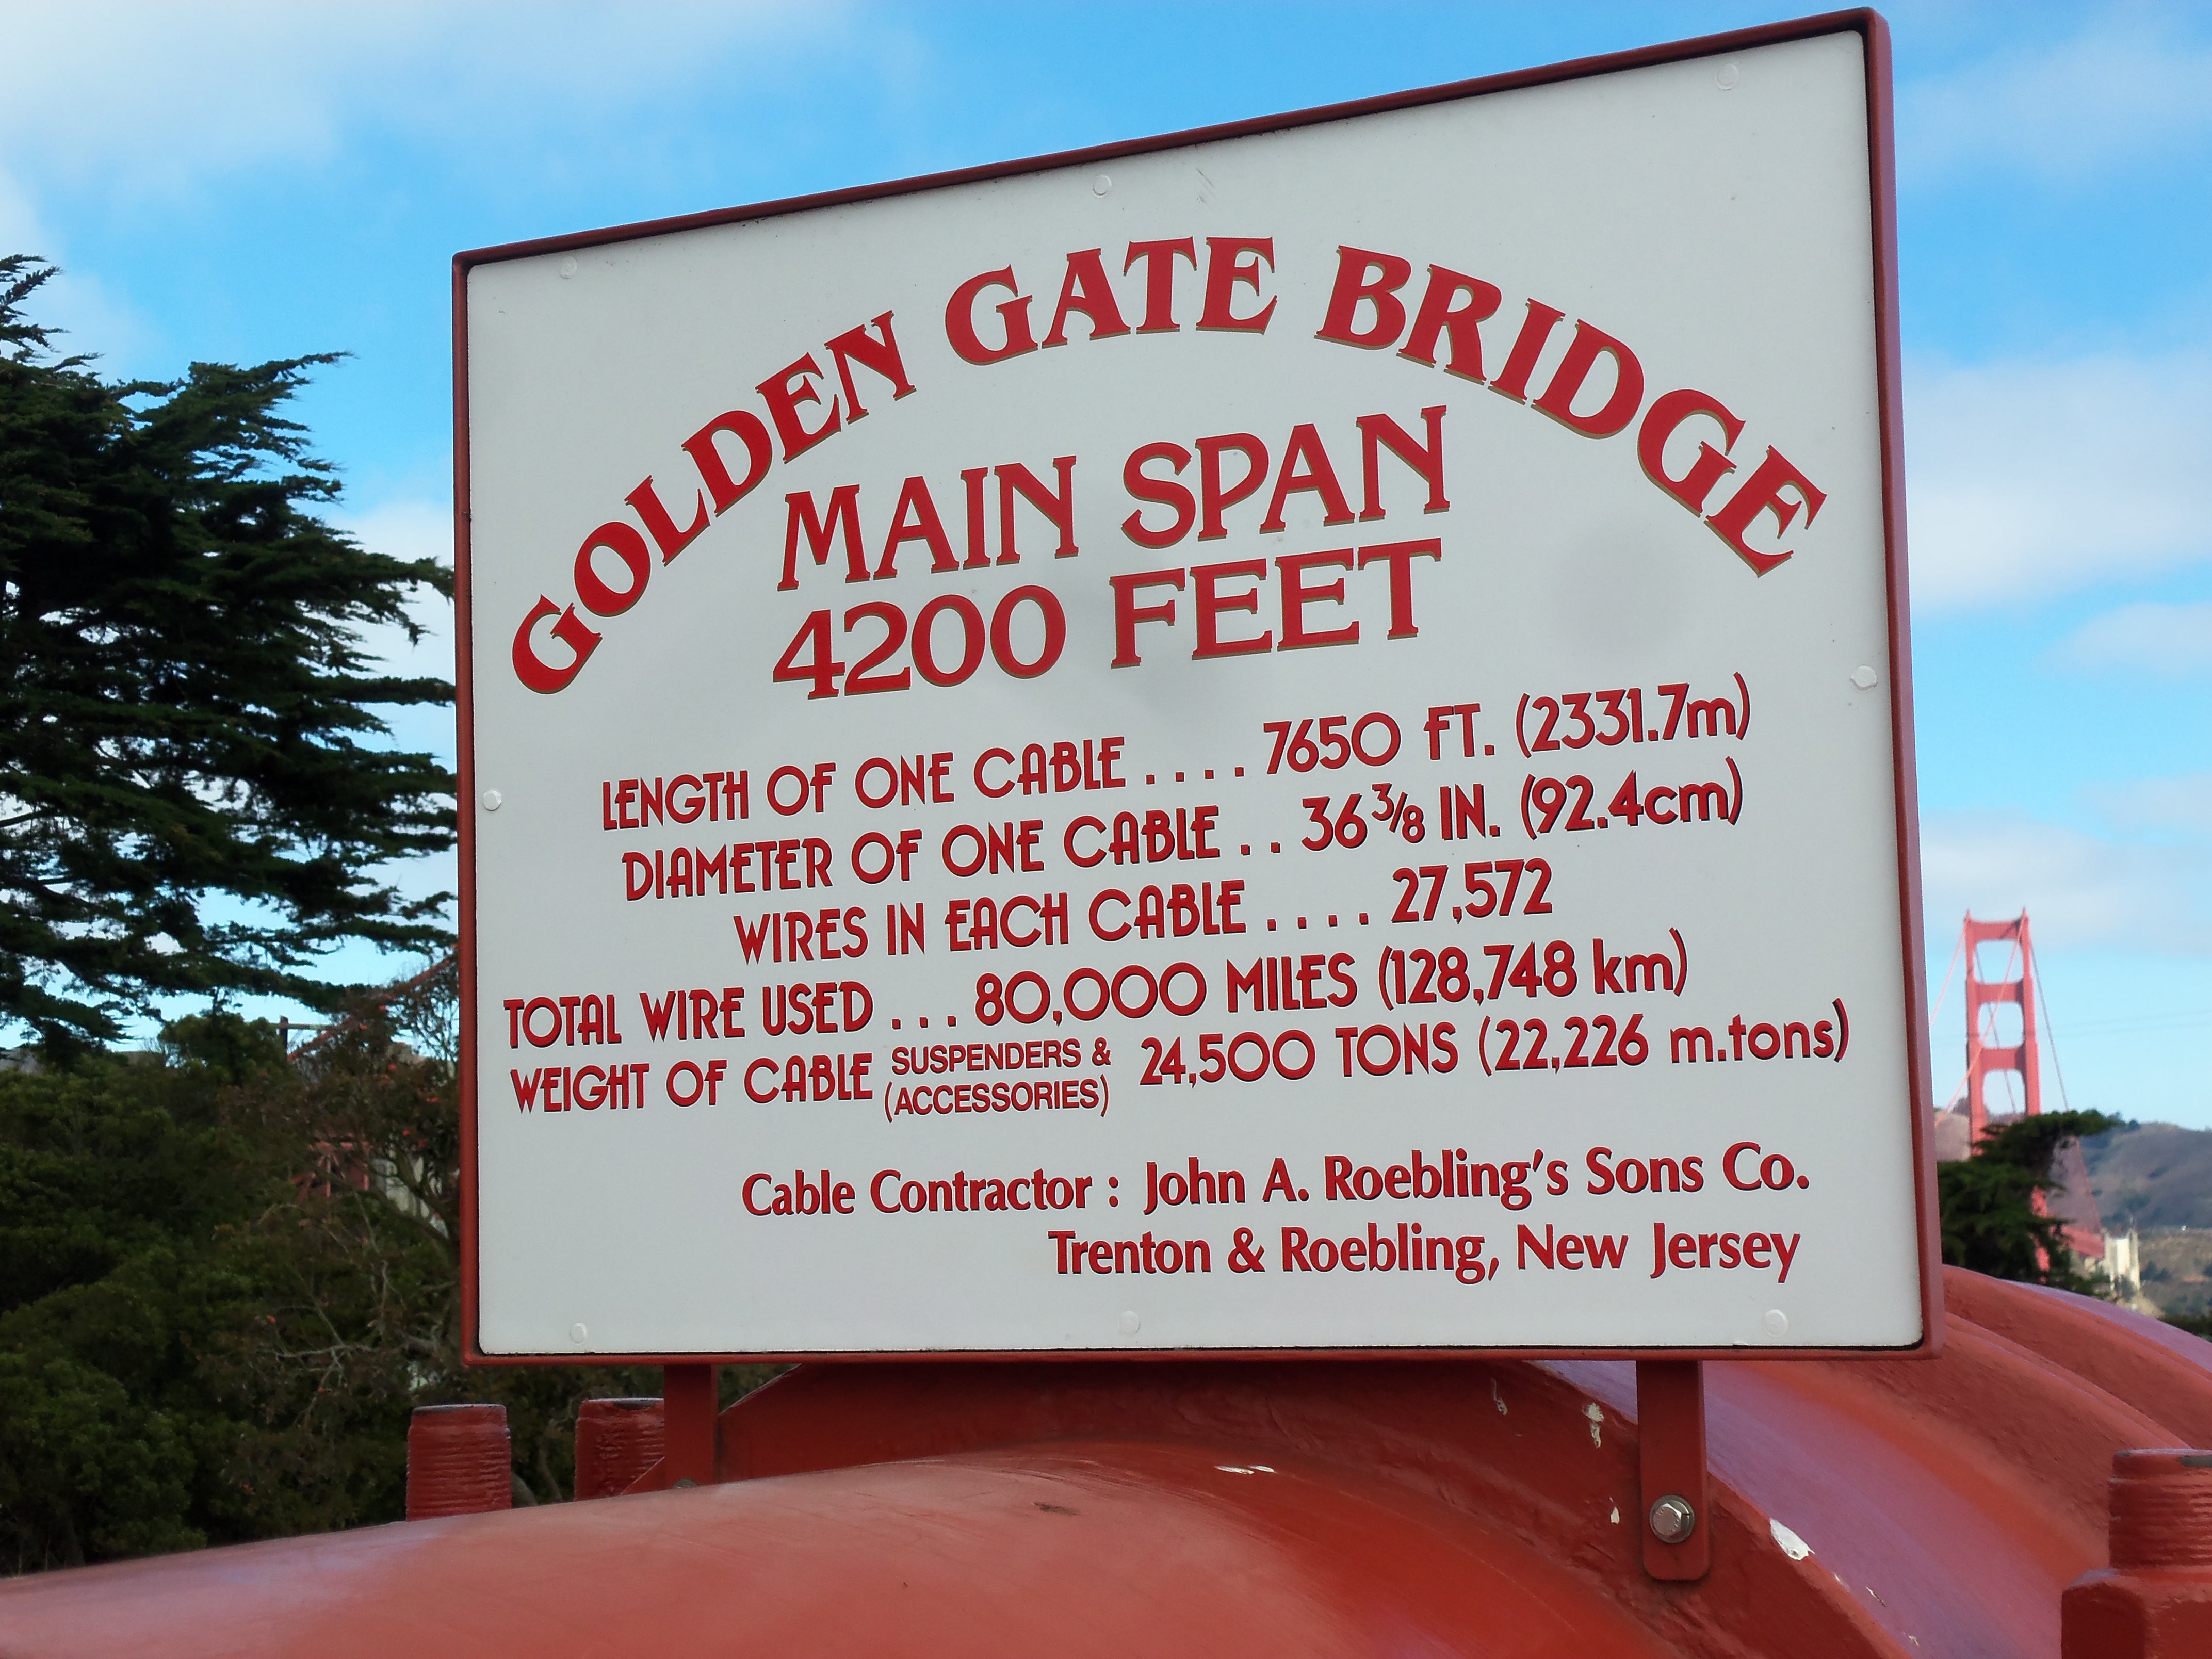 GOLDEN GATE BRIDGE
MAIN SPAN
4200 FEET
LENGTH OF ONE CABLE . . . . 7650 FT. (2331.7m)
DIAMETER OF ONE CABLE . . 36 3/8 IN. (92.4cm)
WIRES IN EACH CABLE . . . . 27,572
TOTAL WIRE USED . . . 80,000 MILES (128,748 km)
WEIGHT OF CABLE SUSPENDERS & (ACCESSORIES) 24,500 TONS (22,226 m.tons)
Cable Contractor : John A. Roebling's Sons Co.
Trenton & Roebling, New Jersey